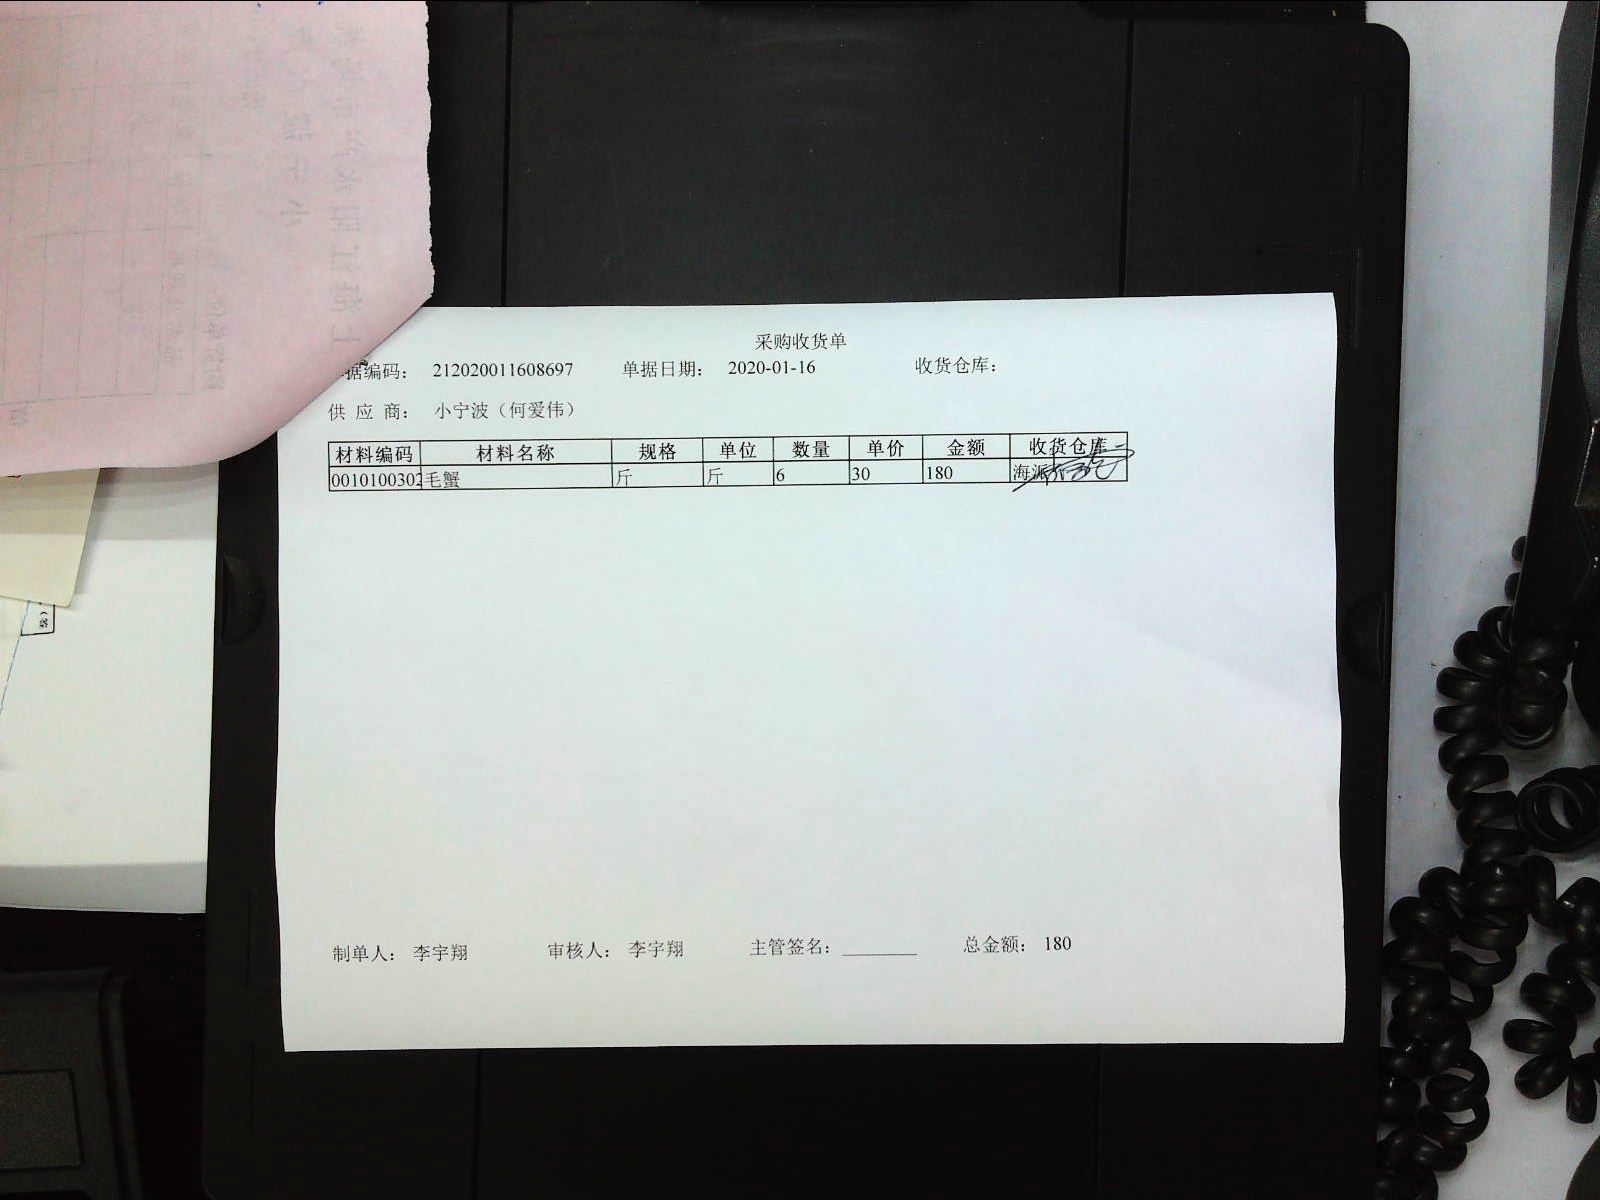 采购收货单
据编码： 212020011608697 单据日期： 2020-01-16 收货仓库：
供 应 商： 小宁波（何爱伟）
材料编码 材料名称 规格 单位 数量 单价 金额 收货仓库
0010100302 毛蟹 斤 斤 6 30 180 海派
制单人： 李宇翔 审核人： 李宇翔 主管签名： 总金额： 180